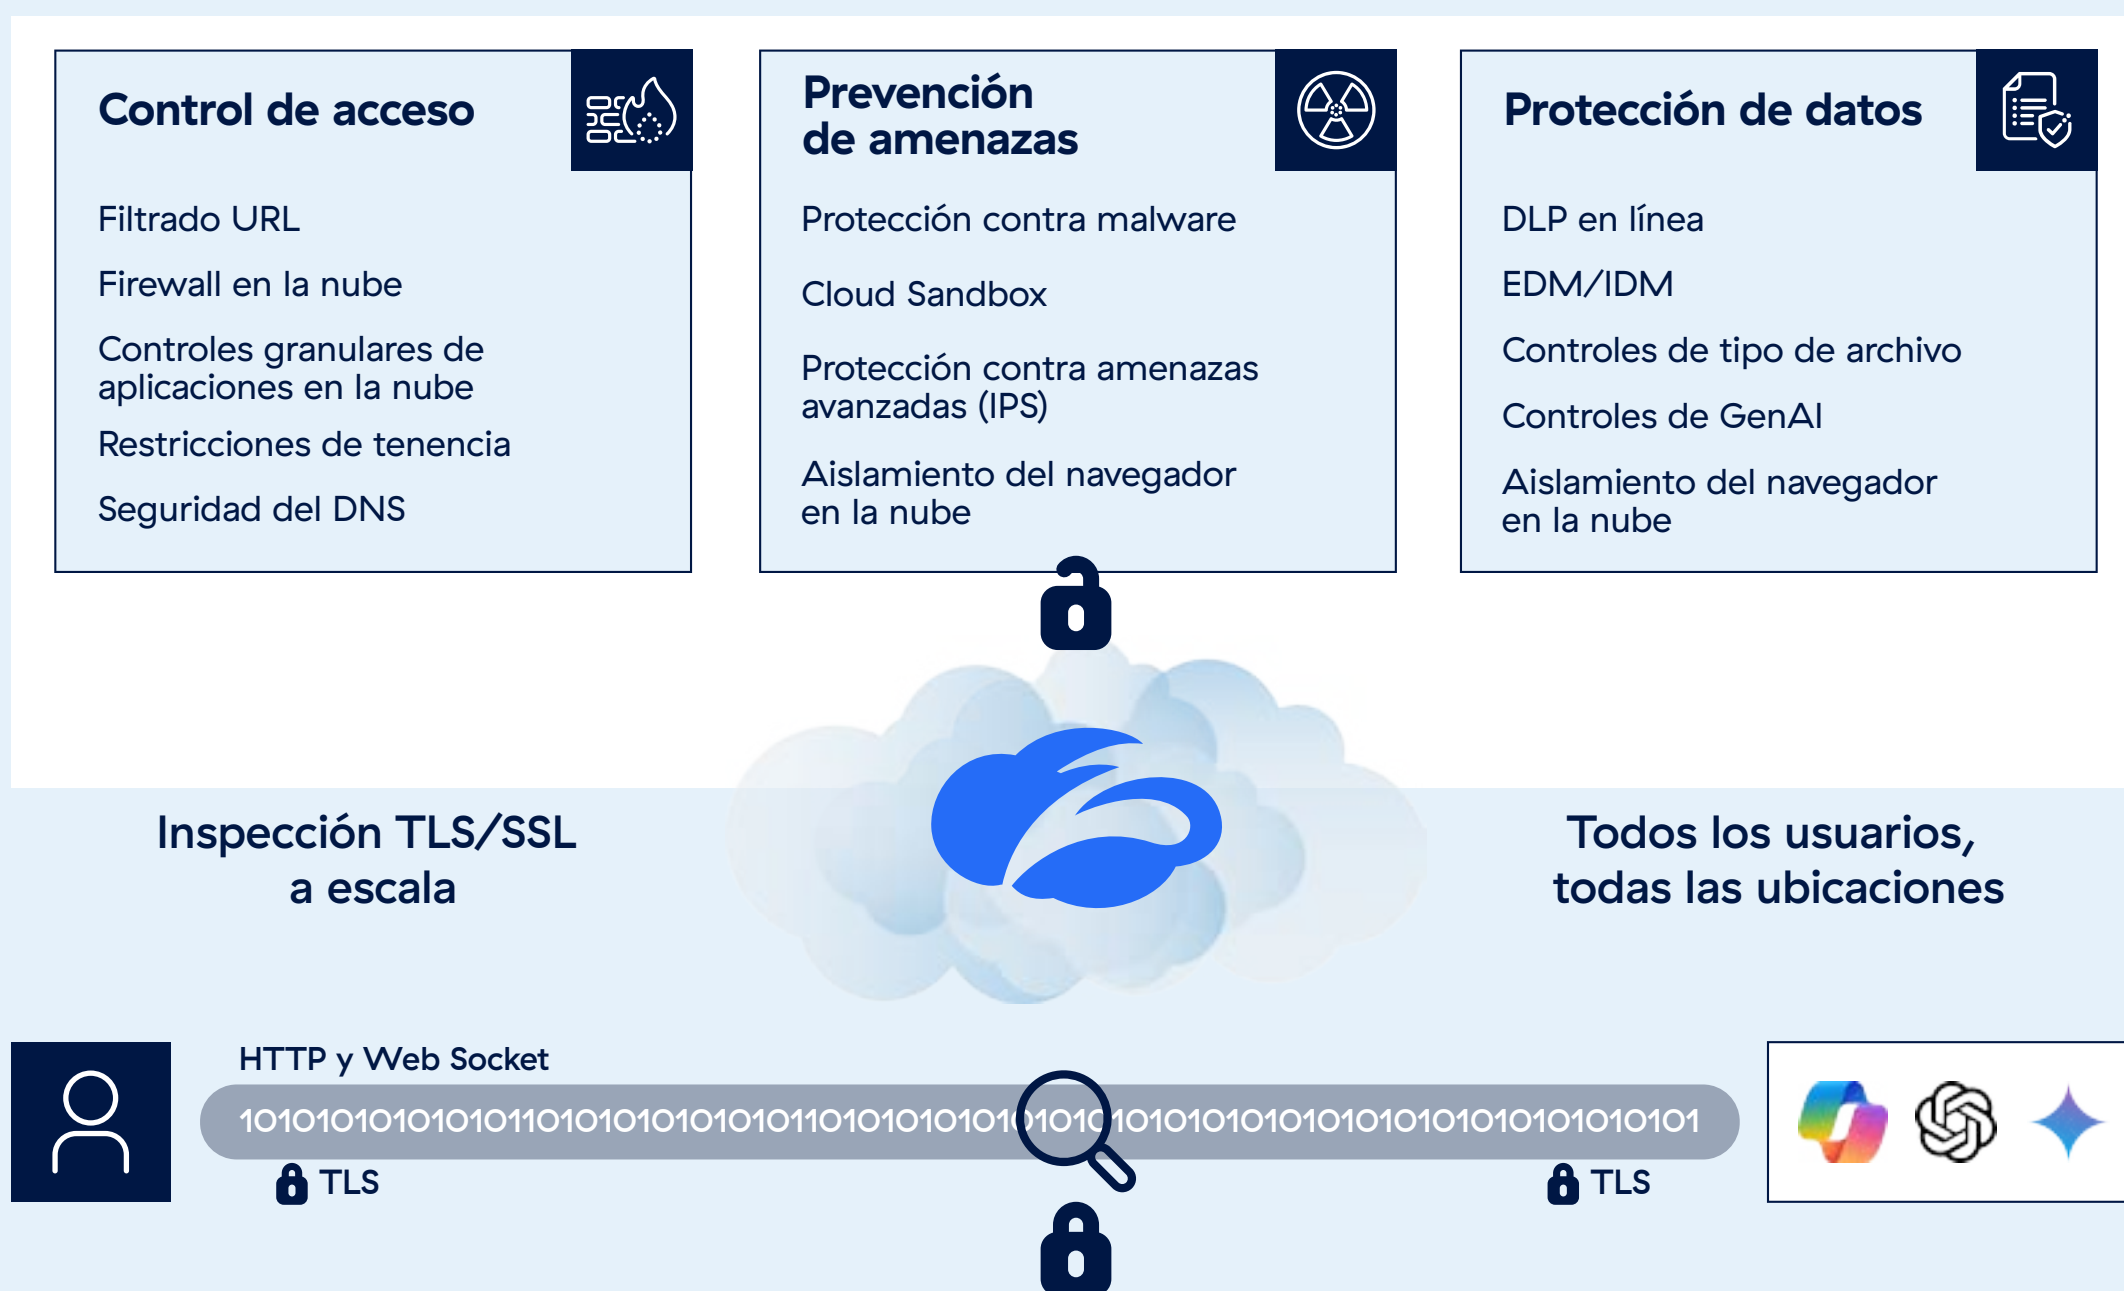 Control de acceso
Filtrado URL
Firewall en la nube
Controles granulares de
aplicaciones en la nube
Restricciones de tenencia
Seguridad del DNS
Prevención
de amenazas
Protección contra malware
Cloud Sandbox
Protección contra amenazas
avanzadas (IPS)
Aislamiento del navegador
en la nube
Protección de datos
DLP en línea
EDM/IDM
Controles de tipo de archivo
Controles de GenAI
Aislamiento del navegador
en la nube
Inspección TLS/SSL
a escala
Todos los usuarios,
todas las ubicaciones
HTTP y Web Socket
1010101010101011010101010101011010101010101010101010101010101010101010101
TLS
TLS